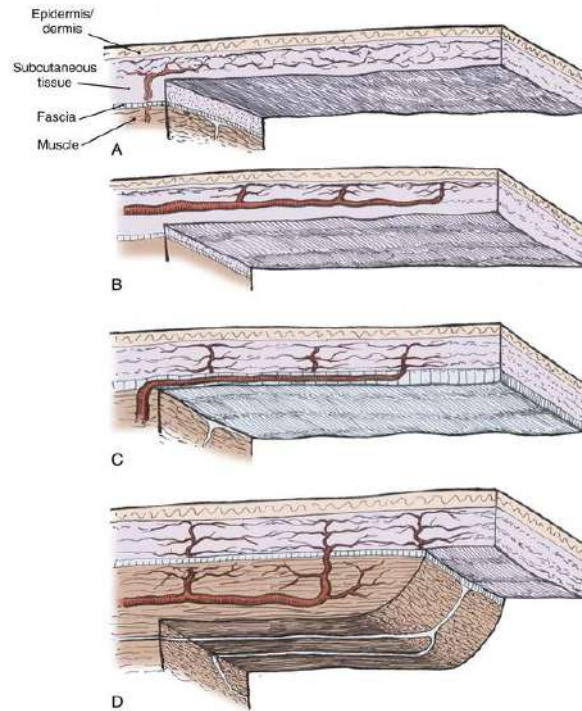 Epidermis/
dermis
Subcutaneous
tissue
Fascia
Muscle
A
B
C
D